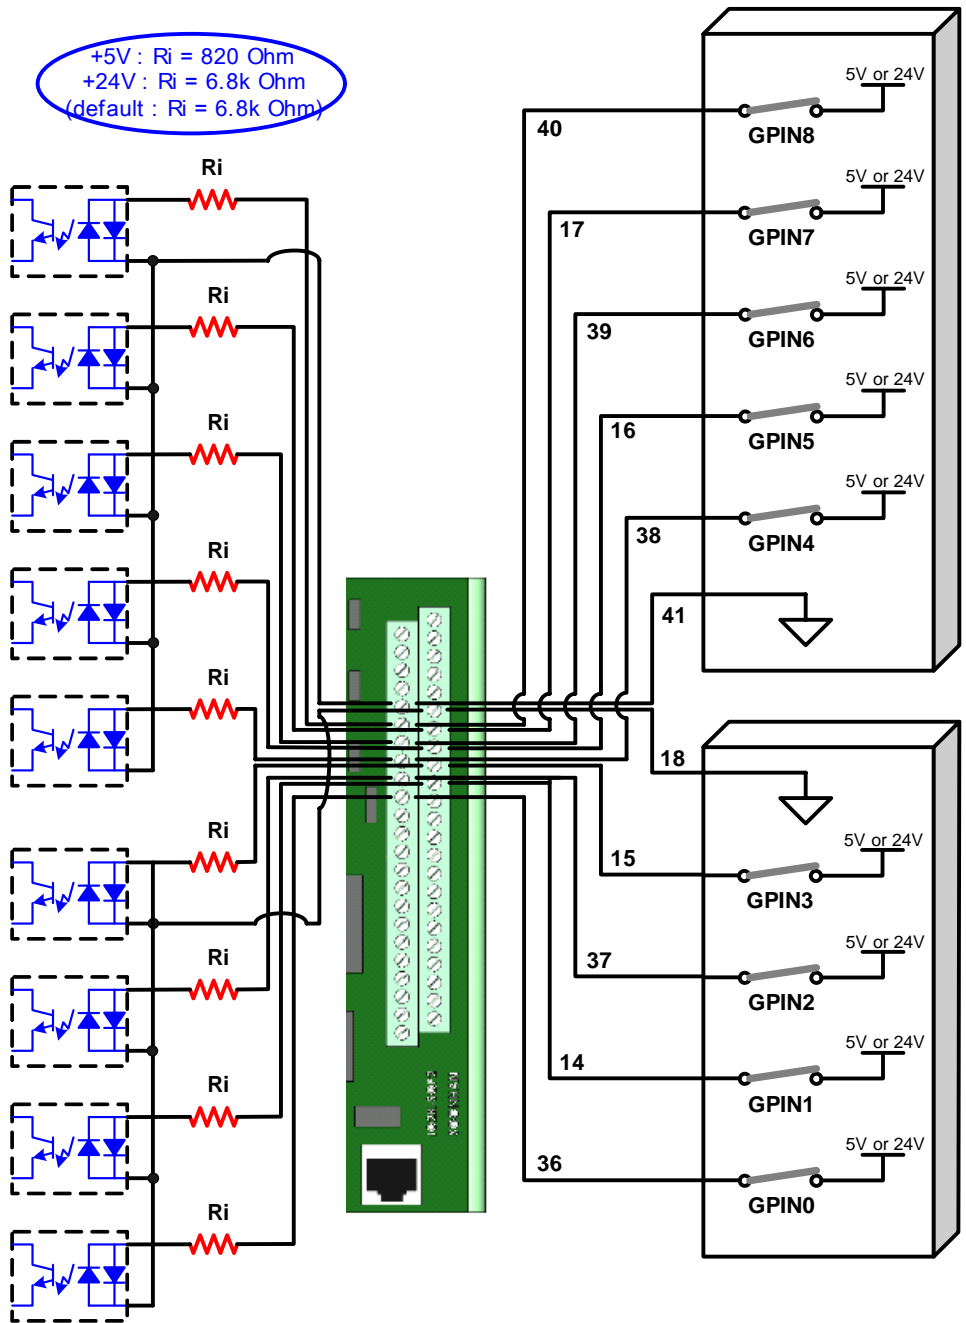 +5V : Ri = 820 Ohm
+24V : Ri = 6.8k Ohm
(default : Ri = 6.8k Ohm)
Ri
Ri
Ri
Ri
Ri
Ri
Ri
Ri
Ri
40
5V or 24V
GPIN8
17
5V or 24V
GPIN7
39
5V or 24V
GPIN6
16
5V or 24V
GPIN5
38
5V or 24V
GPIN4
41
18
15
5V or 24V
GPIN3
37
5V or 24V
GPIN2
14
5V or 24V
GPIN1
36
5V or 24V
GPIN0